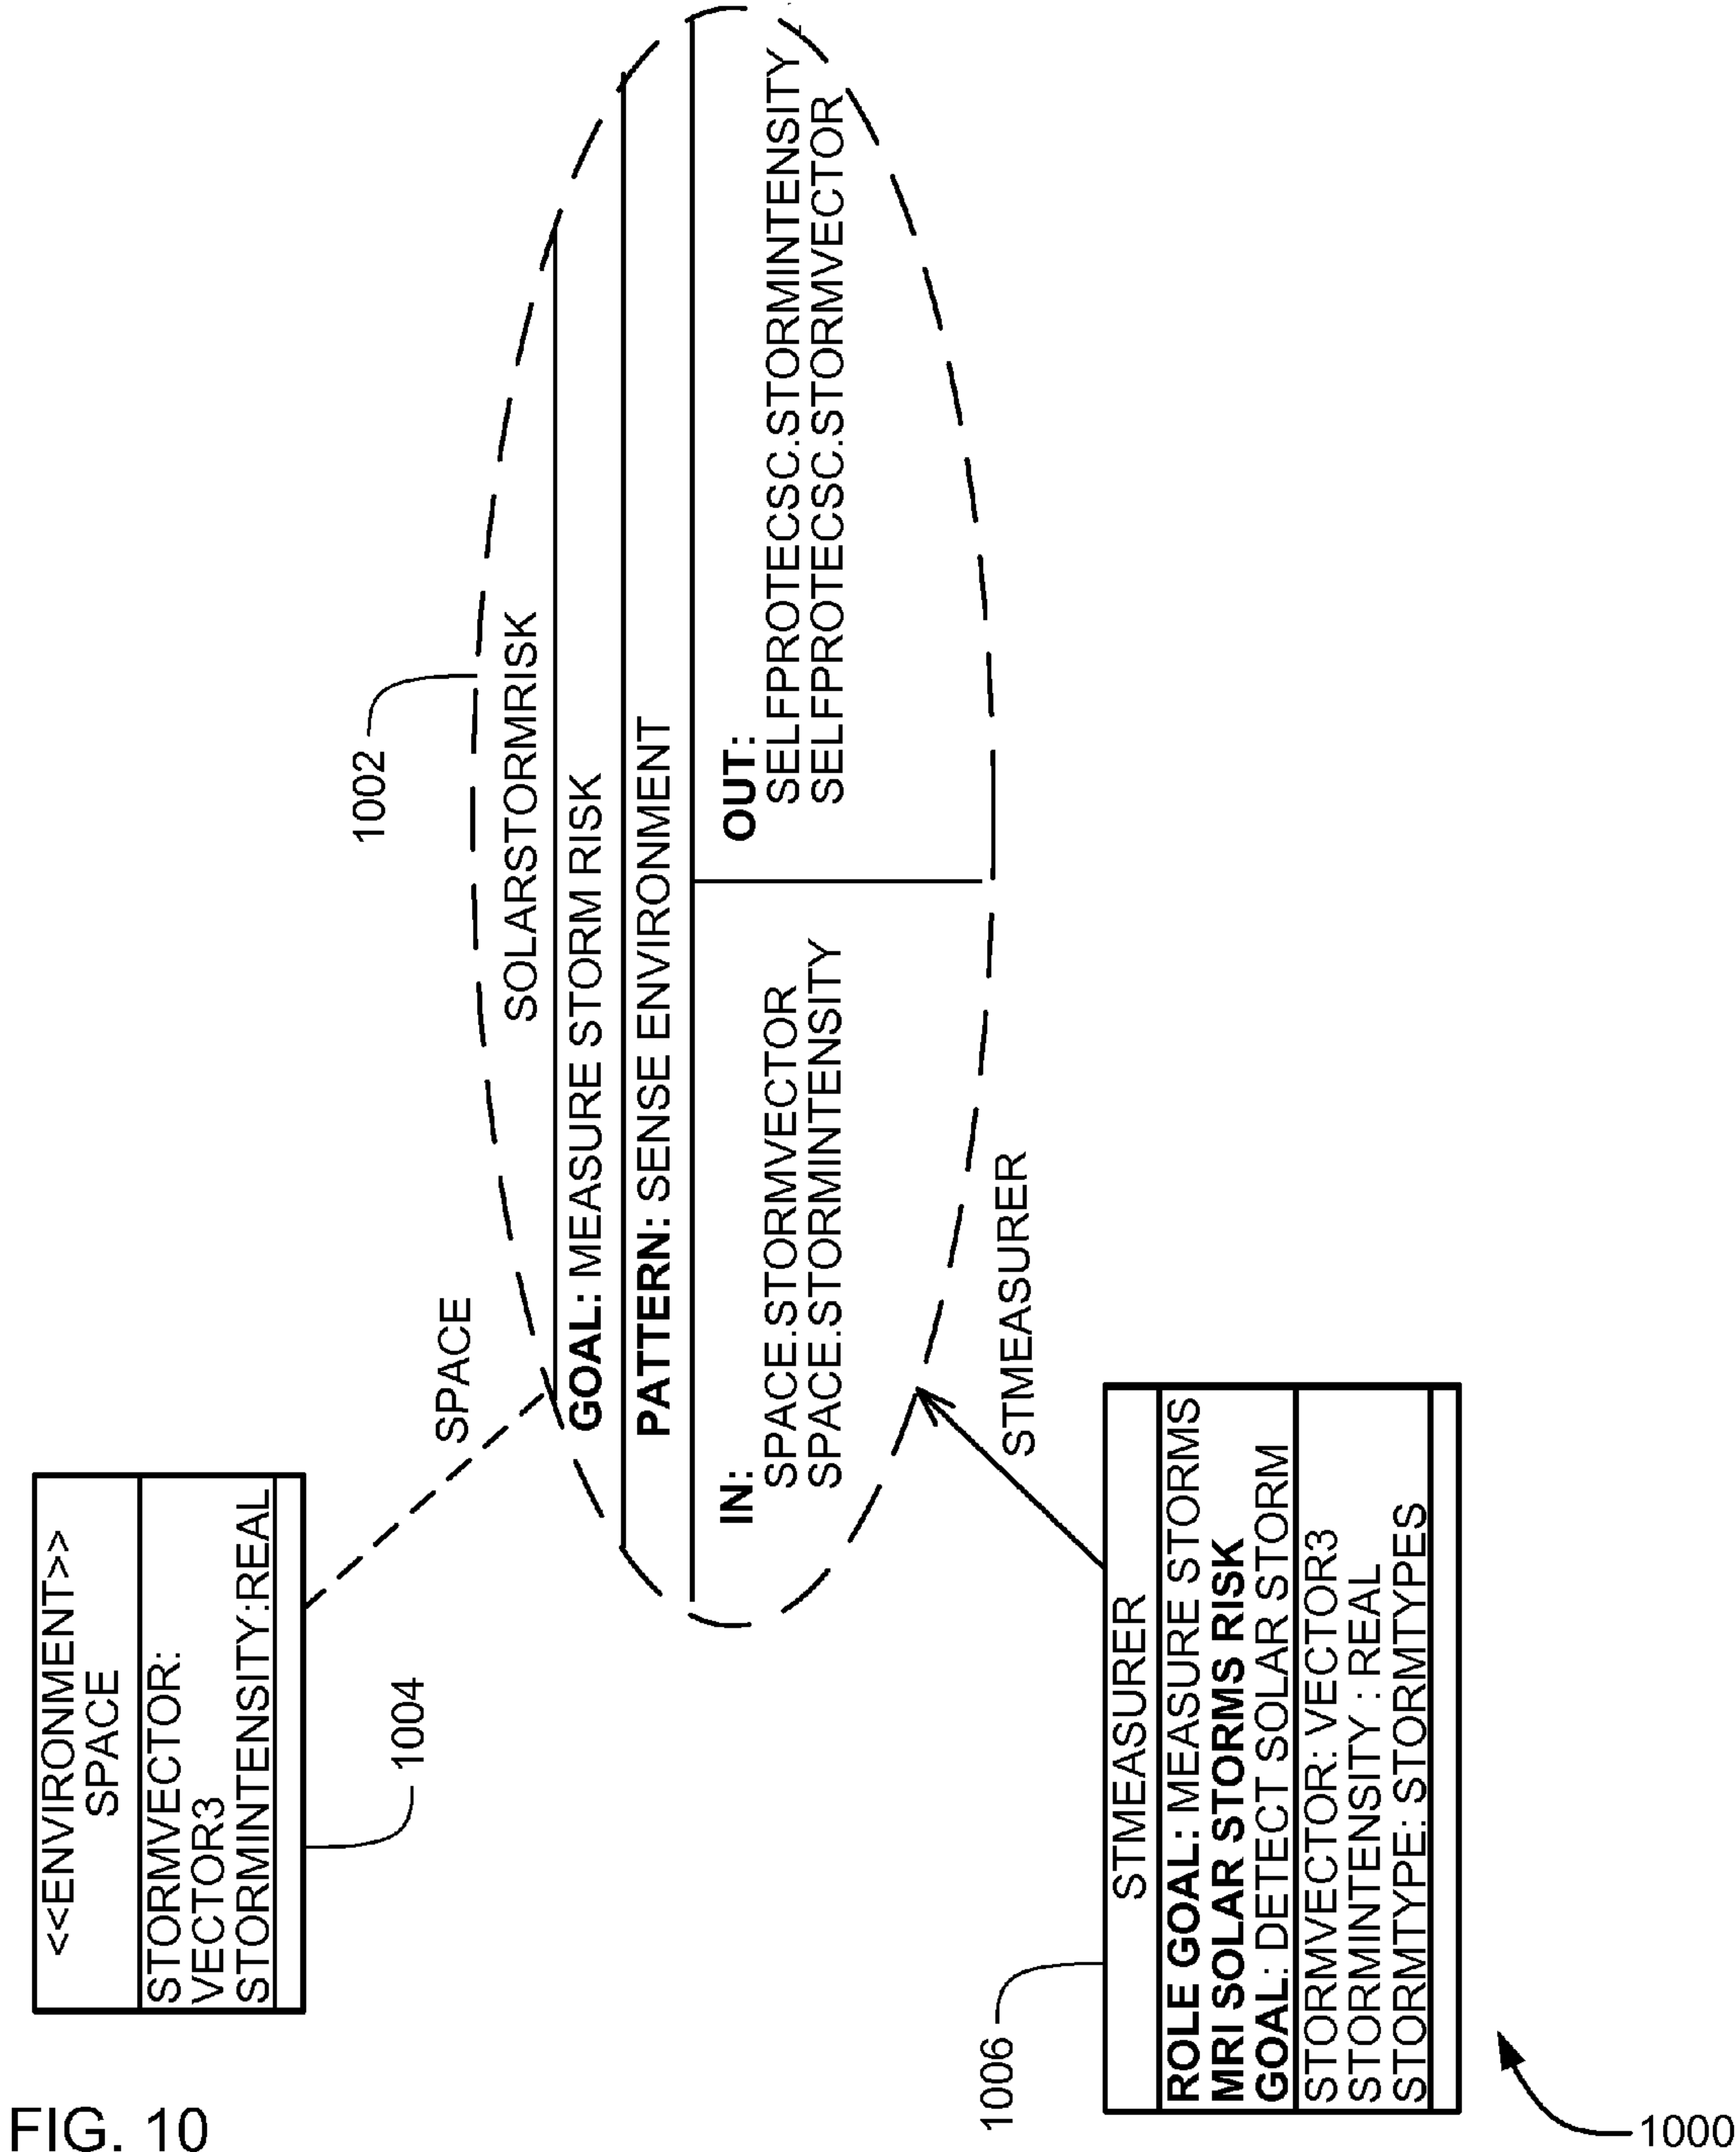 FIG. 10
<<ENVIRONMENT>>
SPACE
STORMVECTOR:
VECTOR3
STORMINTENSITY:REAL
1004
SPACE
1002
SOLARSTORMRISK
GOAL: MEASURE STORM RISK
PATTERN: SENSE ENVIRONMENT
IN:
SPACE.STORMVECTOR
SPACE.STORMINTENSITY
OUT:
SELFPROTECSC.STORMINTENSITY
SELFPROTECSC.STORMVECTOR
STMEASURER
1006
STMEASURER
ROLE GOAL: MEASURE STORMS
MRI SOLAR STORMS RISK
GOAL: DETECT SOLAR STORM
STORMVECTOR: VECTOR3
STORMINTENSITY : REAL
STORMTYPE: STORMTYPES
1000